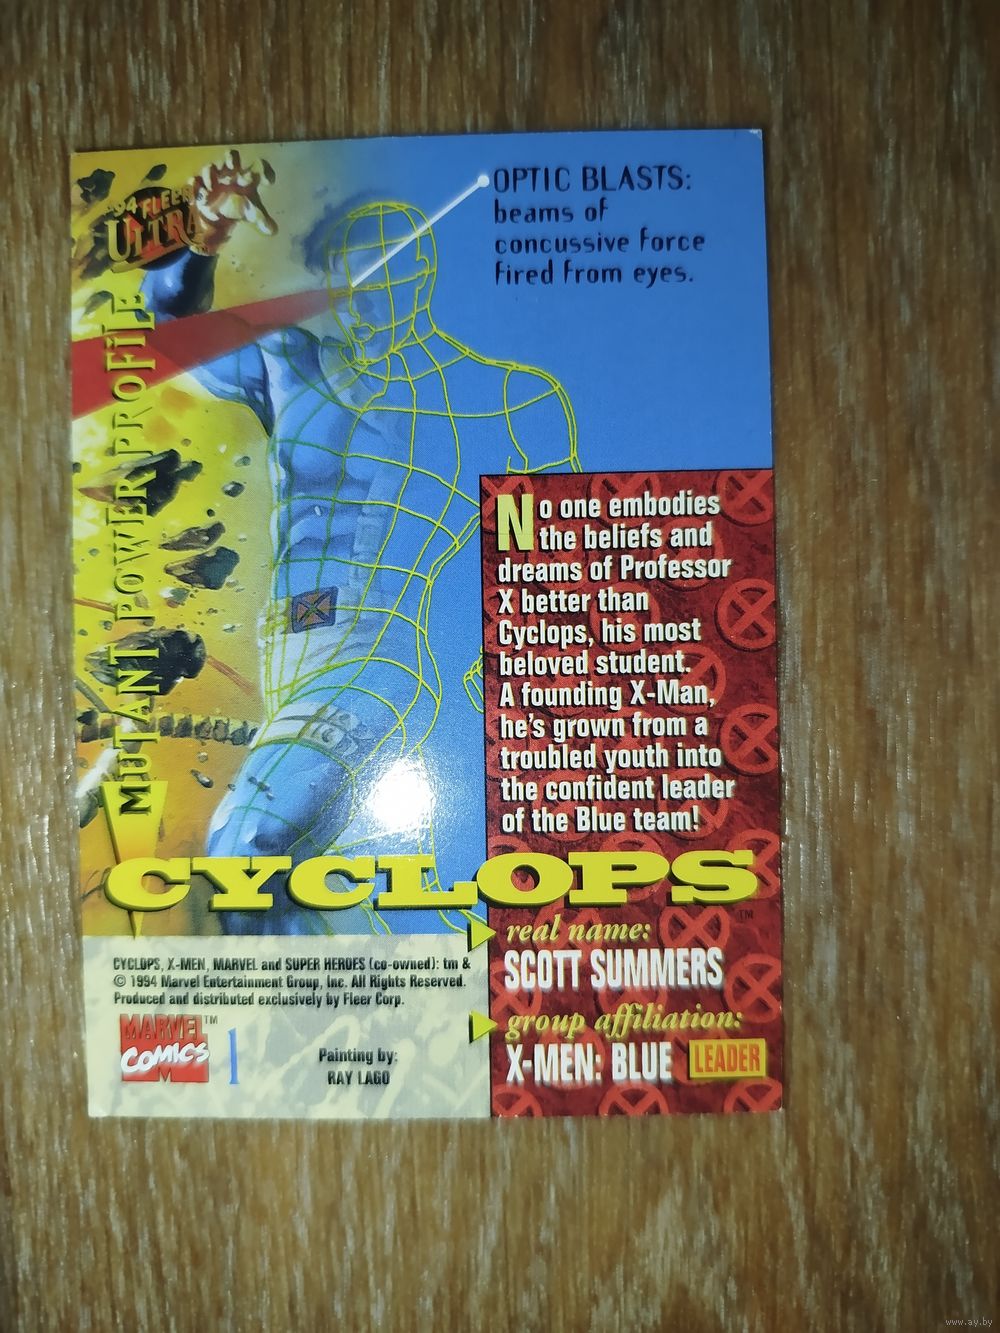 '94 FLEER
ULTRA
MUTANT POWER PROFILE
OPTIC BLASTS:
beams of
concussive force
fired from eyes.
No one embodies
the beliefs and
dreams of Professor
X better than
Cyclops, his most
beloved student.
A founding X-Man,
he's grown from a
troubled youth into
the confident leader
of the Blue team!
CYCLOPS™
real name:
SCOTT SUMMERS
group affiliation:
X-MEN: BLUE LEADER
CYCLOPS, X-MEN, MARVEL and SUPER HEROES (co-owned): tm &
© 1994 Marvel Entertainment Group, Inc. All Rights Reserved.
Produced and distributed exclusively by Fleer Corp.
MARVEL™
COMICS
M
1
Painting by:
RAY LAGO
www.ay.by